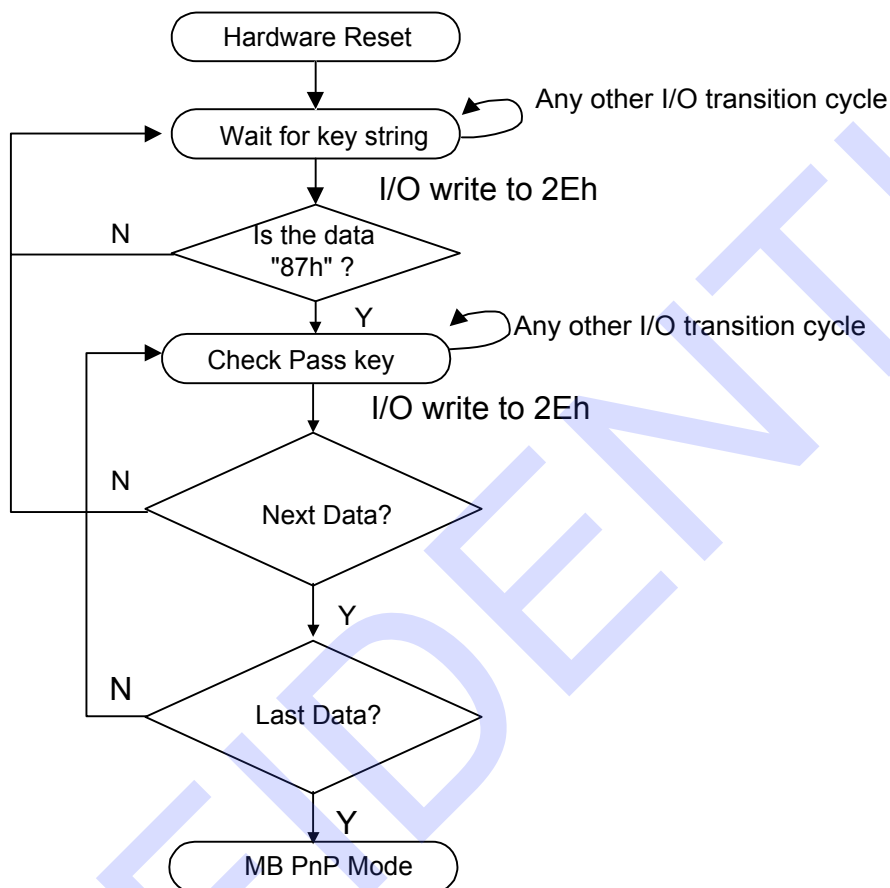 Hardware Reset
Any other I/O transition cycle
Wait for key string
I/O write to 2Eh
N
Is the data
"87h" ?
Y
Any other I/O transition cycle
Check Pass key
I/O write to 2Eh
N
Next Data?
Y
N
Last Data?
Y
MB PnP Mode